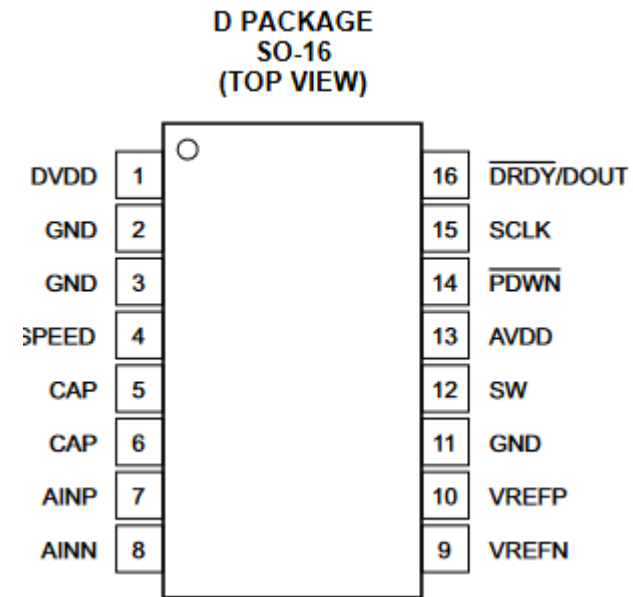 D PACKAGE
SO-16
(TOP VIEW)
DVDD 1 16 DRDY/DOUT
GND 2 15 SCLK
GND 3 14 PDWN
SPEED 4 13 AVDD
CAP 5 12 SW
CAP 6 11 GND
AINP 7 10 VREFP
AINN 8 9 VREFN